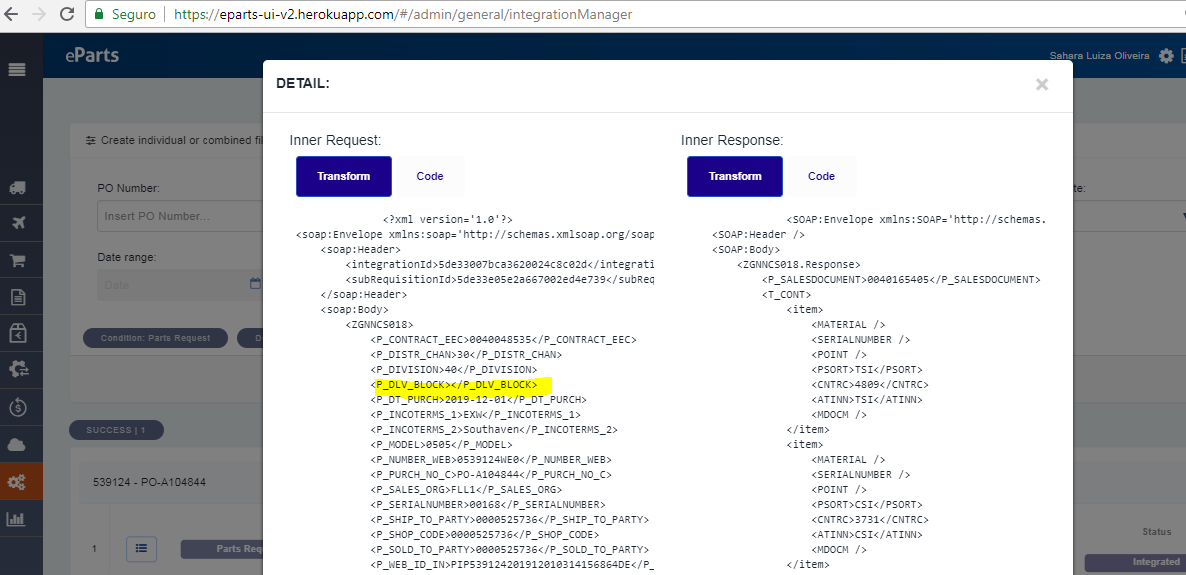 Seguro https://eparts-ui-v2.herokuapp.com/#/admin/general/integrationManager
eParts
Sahara Luiza Oliveira
DETAIL:
×
Create individual or combined fil
PO Number:
Insert PO Number...
Date range:
Date
Condition: Parts Request
D
te:
SUCCESS | 1
539124 - PO-A104844
1
Parts Req
Status
Integrated
Inner Request:
Transform
Code
<?xml version='1.0'?>
<soap:Envelope xmlns:soap='http://schemas.xmlsoap.org/soap
<soap:Header>
<integrationId>5de33007bca3620024c8c02d</integrati
<subRequisitionId>5de33e05e2a667002ed4e739</subReq
</soap:Header>
<soap:Body>
<ZGNNCS018>
<P_CONTRACT_EEC>0040048535</P_CONTRACT_EEC>
<P_DISTR_CHAN>30</P_DISTR_CHAN>
<P_DIVISION>40</P_DIVISION>
<P_DLV_BLOCK></P_DLV_BLOCK>
<P_DT_PURCH>2019-12-01</P_DT_PURCH>
<P_INCOTERMS_1>EXW</P_INCOTERMS_1>
<P_INCOTERMS_2>Southaven</P_INCOTERMS_2>
<P_MODEL>0505</P_MODEL>
<P_NUMBER_WEB>0539124WE0</P_NUMBER_WEB>
<P_PURCH_NO_C>PO-A104844</P_PURCH_NO_C>
<P_SALES_ORG>FLL1</P_SALES_ORG>
<P_SERIALNUMBER>00168</P_SERIALNUMBER>
<P_SHIP_TO_PARTY>0000525736</P_SHIP_TO_PARTY>
<P_SHOP_CODE>0000525736</P_SHOP_CODE>
<P_SOLD_TO_PARTY>0000525736</P_SOLD_TO_PARTY>
<P_WEB_ID_IN>PIP539124201912010314156864DE</P_
Inner Response:
Transform
Code
<SOAP:Envelope xmlns:SOAP='http://schemas.
<SOAP:Header />
<SOAP:Body>
<ZGNNCS018.Response>
<P_SALESDOCUMENT>0040165405</P_SALESDOCUMENT>
<T_CONT>
<item>
<MATERIAL />
<SERIALNUMBER />
<POINT />
<PSORT>TSI</PSORT>
<CNTRC>4809</CNTRC>
<ATINN>TSI</ATINN>
<MDOCM />
</item>
<item>
<MATERIAL />
<SERIALNUMBER />
<POINT />
<PSORT>CSI</PSORT>
<CNTRC>3731</CNTRC>
<ATINN>CSI</ATINN>
<MDOCM />
</item>